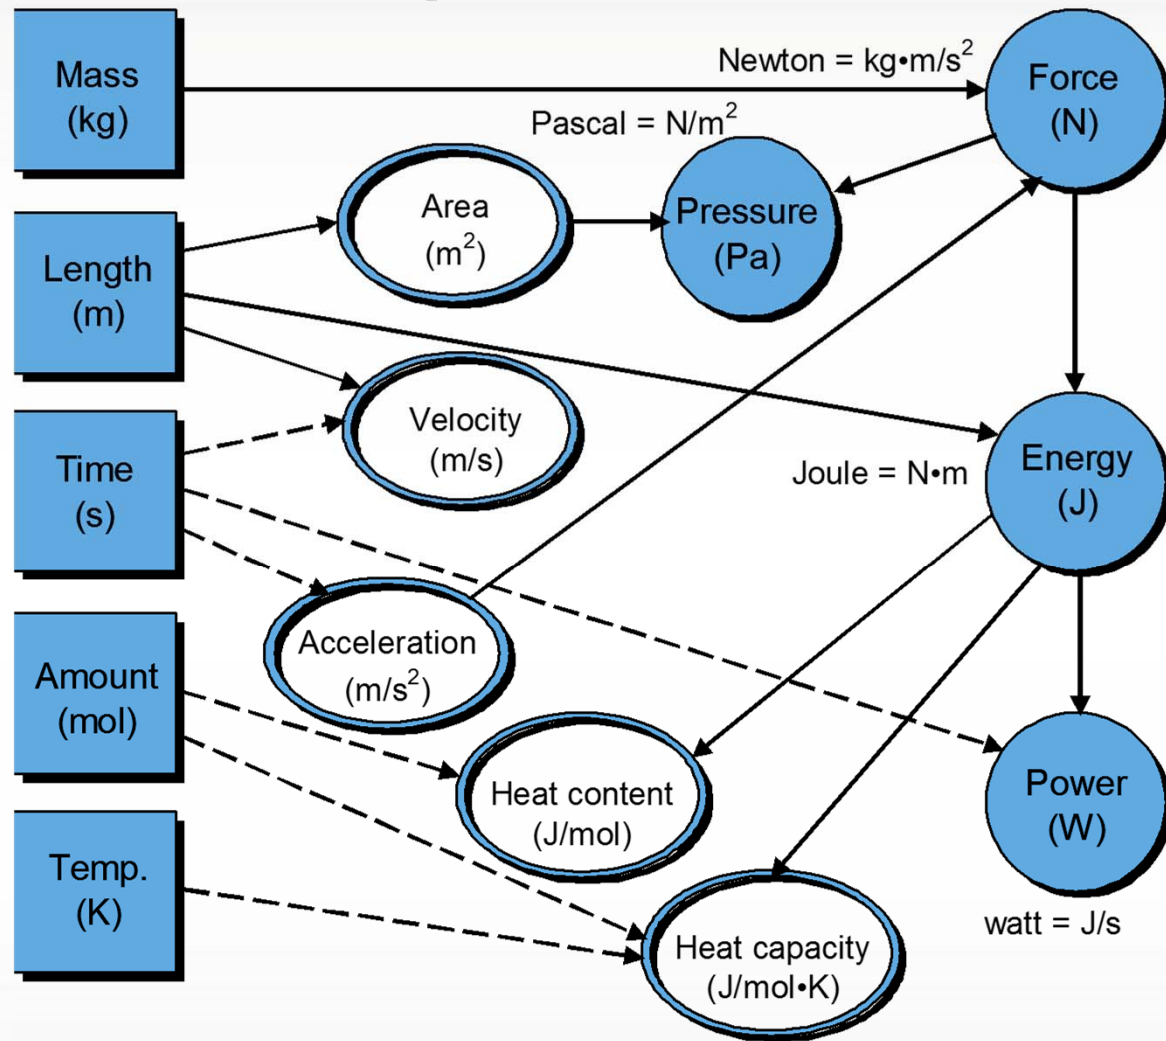 Mass
(kg)
Newton = kg•m/s²
Force
(N)
Pascal = N/m²
Length
(m)
Area
(m²)
Pressure
(Pa)
Time
(s)
Velocity
(m/s)
Joule = N•m
Energy
(J)
Amount
(mol)
Acceleration
(m/s²)
Heat content
(J/mol)
Power
(W)
Temp.
(K)
Heat capacity
(J/mol•K)
watt = J/s